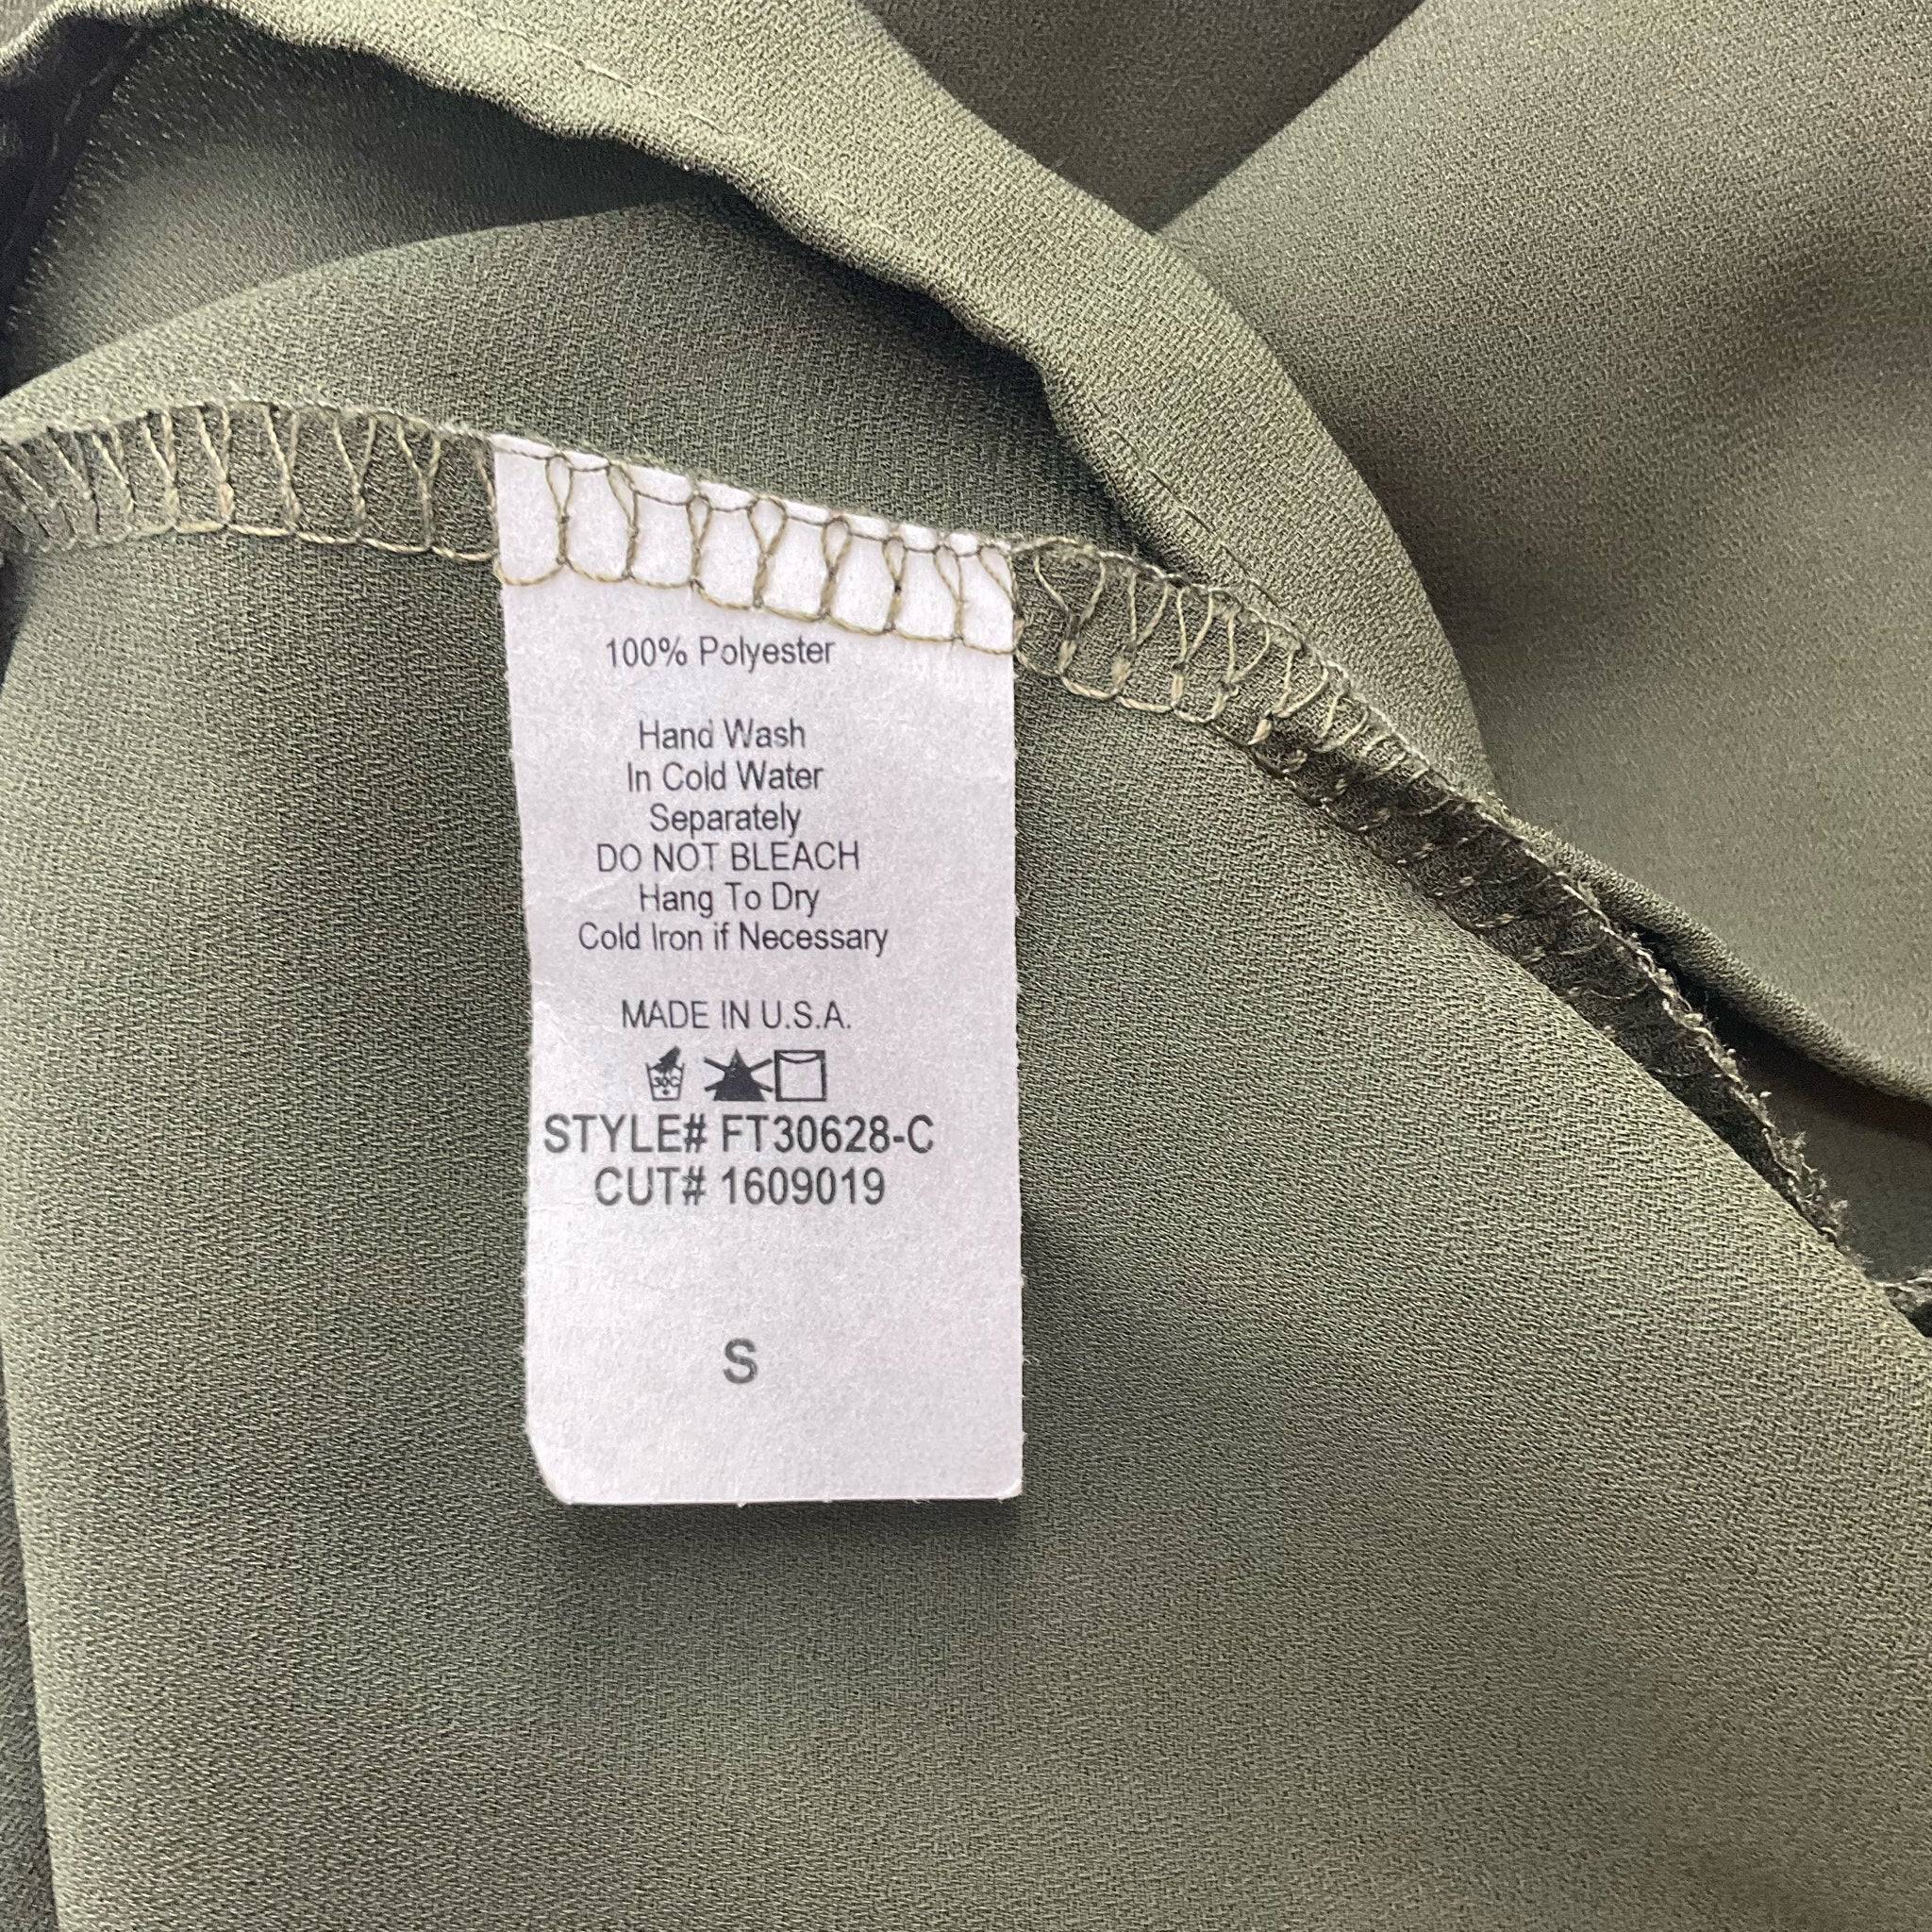 100% Polyester
Hand Wash
In Cold Water
Separately
DO NOT BLEACH
Hang To Dry
Cold Iron if Necessary
MADE IN U.S.A.
30C
STYLE# FT30628-C
CUT# 1609019
S